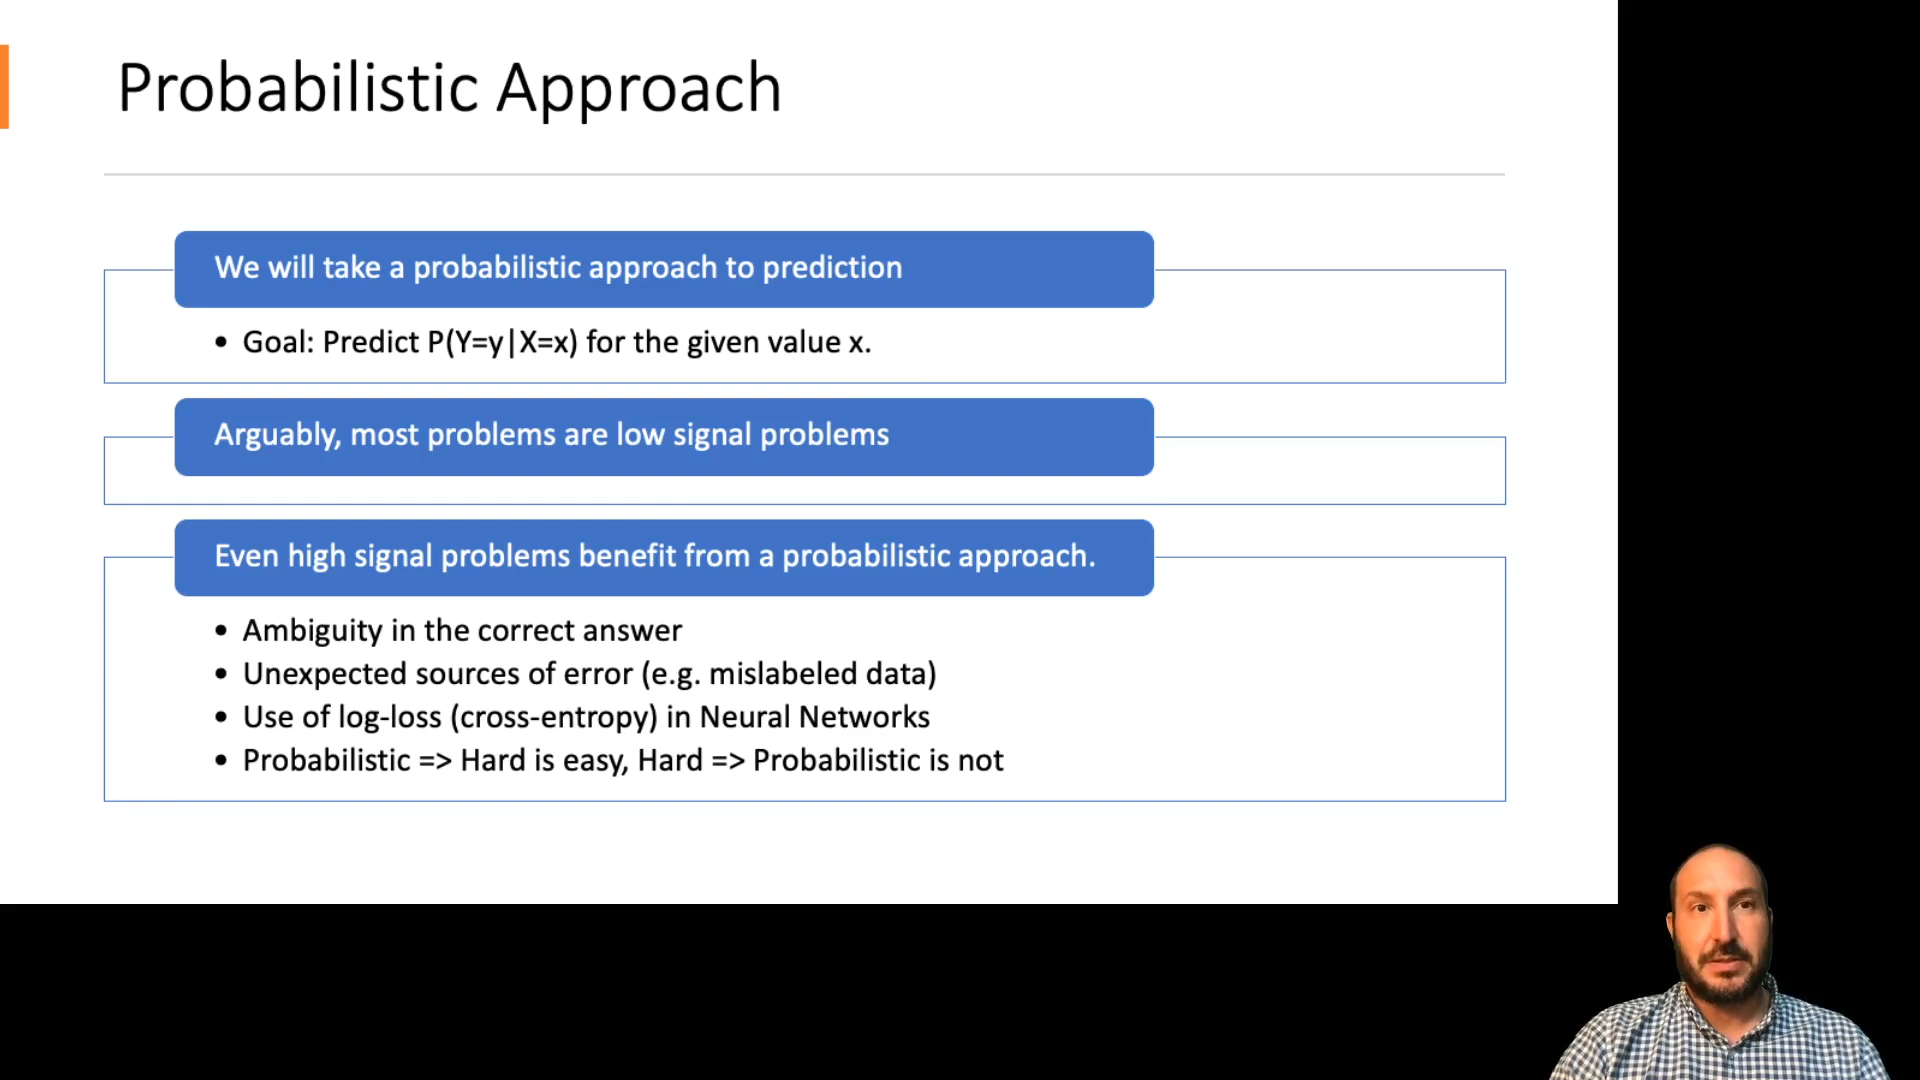 Probabilistic Approach
We will take a probabilistic approach to prediction
• Goal: Predict P(Y=y|X=x) for the given value x.
Arguably, most problems are low signal problems
Even high signal problems benefit from a probabilistic approach.
• Ambiguity in the correct answer
• Unexpected sources of error (e.g. mislabeled data)
• Use of log-loss (cross-entropy) in Neural Networks
• Probabilistic => Hard is easy, Hard => Probabilistic is not